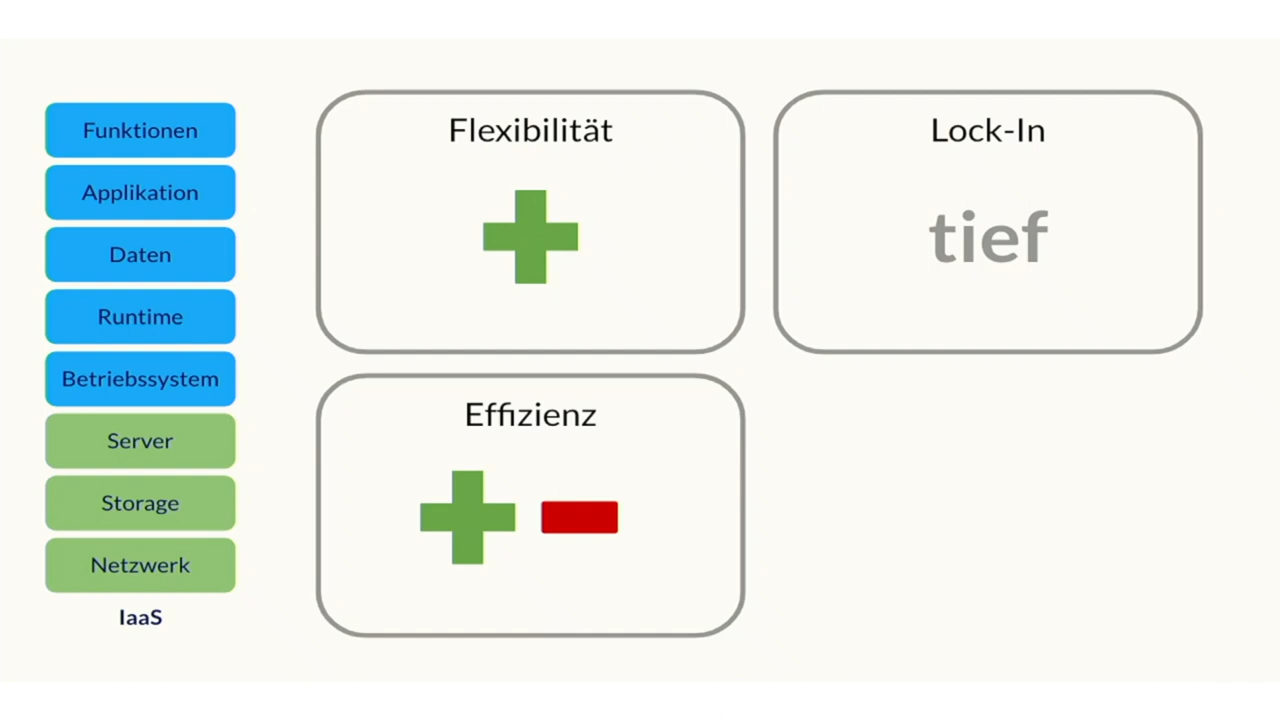 Funktionen
Applikation
Daten
Runtime
Betriebssystem
Server
Storage
Netzwerk
IaaS
Flexibilität
Lock-In
tief
Effizienz